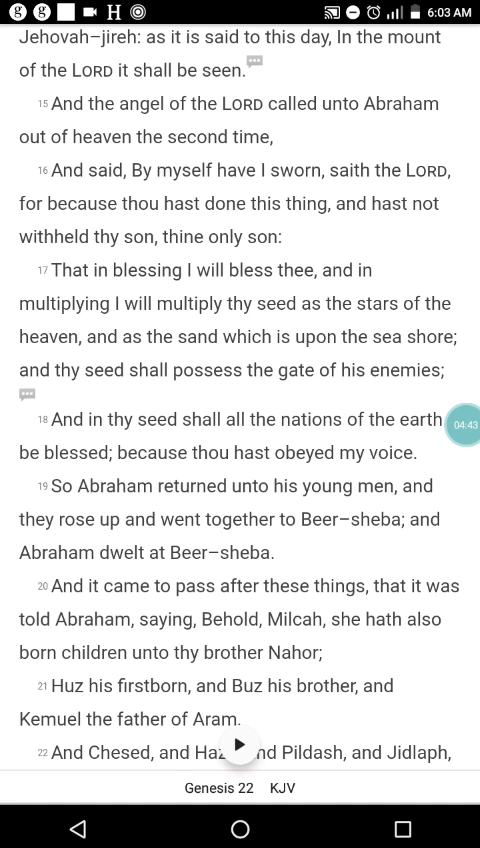 6:03 AM
Jehovah–jireh: as it is said to this day, In the mount
of the LORD it shall be seen.
15 And the angel of the LORD called unto Abraham
out of heaven the second time,
16 And said, By myself have I sworn, saith the LORD,
for because thou hast done this thing, and hast not
withheld thy son, thine only son:
17 That in blessing I will bless thee, and in
multiplying I will multiply thy seed as the stars of the
heaven, and as the sand which is upon the sea shore;
and thy seed shall possess the gate of his enemies;
18 And in thy seed shall all the nations of the earth
04:43
be blessed; because thou hast obeyed my voice.
19 So Abraham returned unto his young men, and
they rose up and went together to Beer–sheba; and
Abraham dwelt at Beer–sheba.
20 And it came to pass after these things, that it was
told Abraham, saying, Behold, Milcah, she hath also
born children unto thy brother Nahor;
21 Huz his firstborn, and Buz his brother, and
Kemuel the father of Aram.
22 And Chesed, and Pildash, and Jidlaph,
Genesis 22 KJV